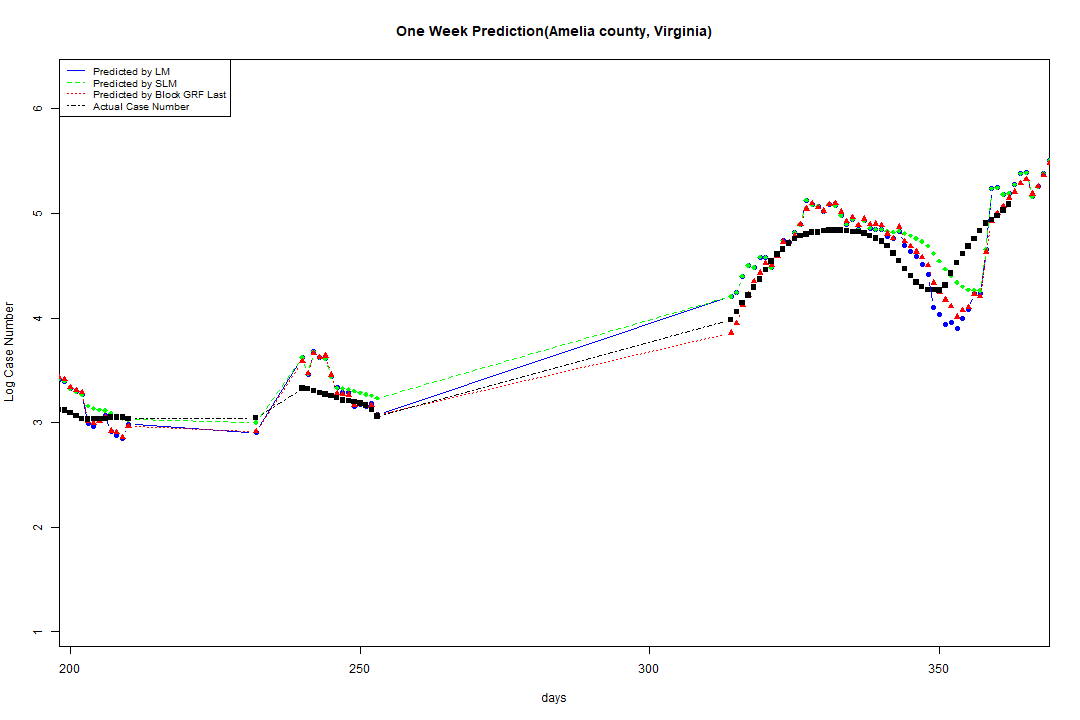 One Week Prediction(Amelia county, Virginia)
Predicted by LM
Predicted by SLM
Predicted by Block GRF Last
Actual Case Number
6
5
4
3
2
1
Log Case Number
200 250 300 350
days